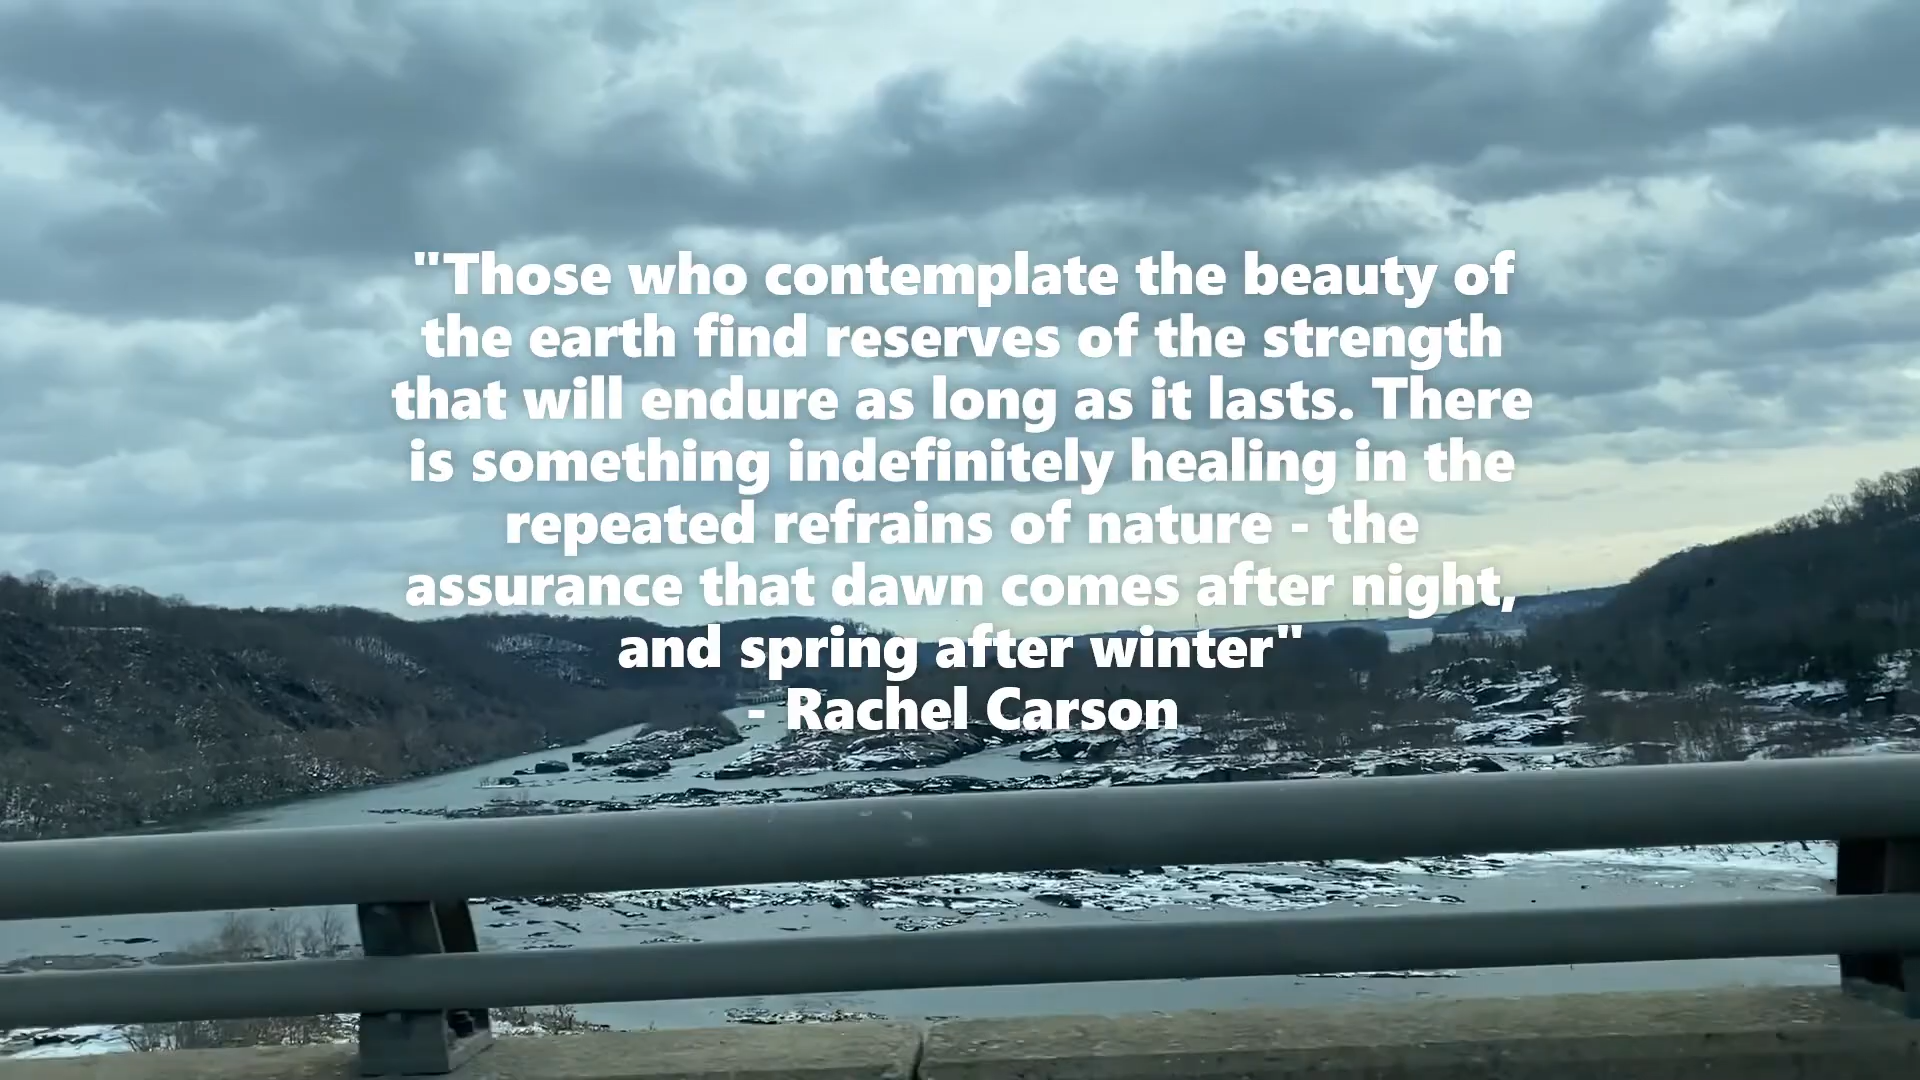 "Those who contemplate the beauty of
the earth find reserves of the strength
that will endure as long as it lasts. There
is something indefinitely healing in the
repeated refrains of nature - the
assurance that dawn comes after night,
and spring after winter"
- Rachel Carson